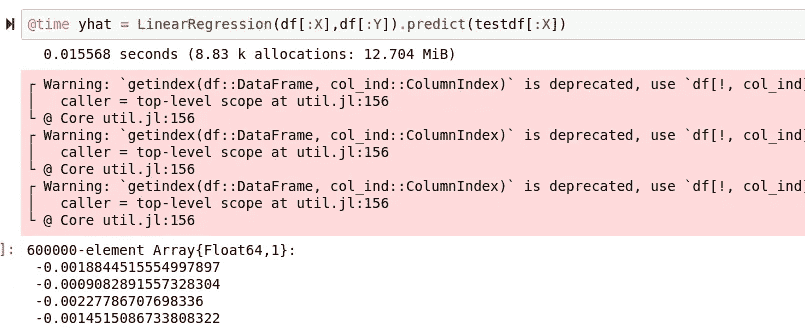 @time yhat = LinearRegression(df[:X],df[:Y]).predict(testdf[:X])
0.015568 seconds (8.83 k allocations: 12.704 MiB)
┌ Warning: `getindex(df::DataFrame, col_ind::ColumnIndex)` is deprecated, use `df[!, col_ind]
│   caller = top-level scope at util.jl:156
└ @ Core util.jl:156
┌ Warning: `getindex(df::DataFrame, col_ind::ColumnIndex)` is deprecated, use `df[!, col_ind]
│   caller = top-level scope at util.jl:156
└ @ Core util.jl:156
┌ Warning: `getindex(df::DataFrame, col_ind::ColumnIndex)` is deprecated, use `df[!, col_ind]
│   caller = top-level scope at util.jl:156
└ @ Core util.jl:156
]: 600000-element Array{Float64,1}:
-0.0018844515554997897
-0.0009082891557328304
-0.00227786707698336
-0.0014515086733808322